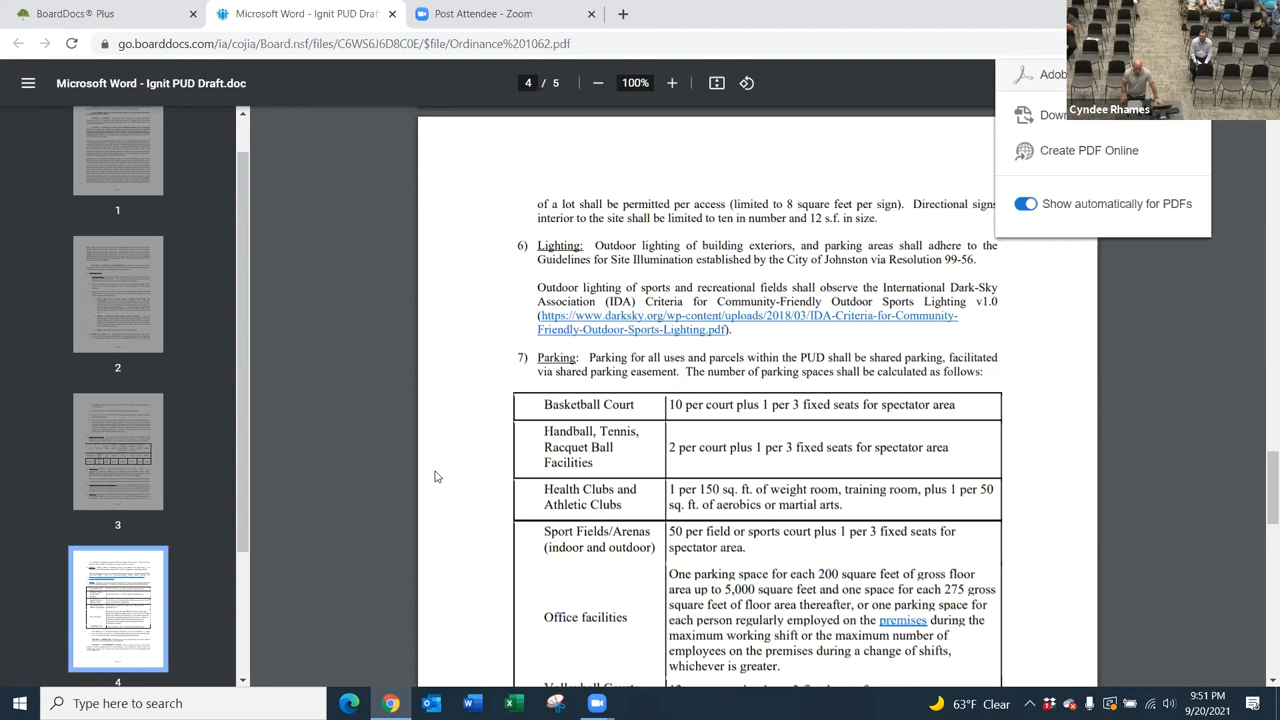 BoardDocs® Plus
Microsoft Word - Ignit PUD Draf
Post Attendee - Zoom
go.boarddocs.com/ia/cojia/Board.nsf/files/C6WS6J6D8C0E/$file/Ordinance%201062.pdf
Microsoft Word - Ignit PUD Draft.doc
4 / 5
100%
Cyndee Rhames
Create PDF Online
Show automatically for PDFs
1
2
3
4
of a lot shall be permitted per access (limited to 8 square feet per sign). Directional signs
interior to the site shall be limited to ten in number and 12 s.f. in size.
6) Lighting: Outdoor lighting of building exteriors, and parking areas shall adhere to the
Guidelines for Site Illumination established by the City of Johnston via Resolution 99-56.
Outdoor lighting of sports and recreational fields shall observe the International Dark-Sky
Association (IDA) Criteria for Community-Friendly Outdoor Sports Lighting v1.0
(https://www.darksky.org/wp-content/uploads/2018/03/IDA-Criteria-for-Community-
Friendly-Outdoor-Sports-Lighting.pdf).
7) Parking: Parking for all uses and parcels within the PUD shall be shared parking, facilitated
via shared parking easement. The number of parking spaces shall be calculated as follows:
Basketball Court 10 per court plus 1 per 3 fixed seats for spectator area
Handball, Tennis,
Racquet Ball
Facilities
2 per court plus 1 per 3 fixed seats for spectator area
Health Clubs and
Athletic Clubs
1 per 150 sq. ft. of weight room, training room, plus 1 per 50
sq. ft. of aerobics or martial arts.
Sport Fields/Arenas
(indoor and outdoor)
50 per field or sports court plus 1 per 3 fixed seats for
spectator area.
Office facilities
One parking space for each 200 square feet of gross floor
area up to 5,000 square feet and one space for each 275 gross
square feet of floor area thereafter, or one parking space for
each person regularly employed on the premises during the
maximum working shift or the maximum number of
employees on the premises during a change of shifts,
whichever is greater.
Type here to search
63°F Clear
9:51 PM
9/20/2021